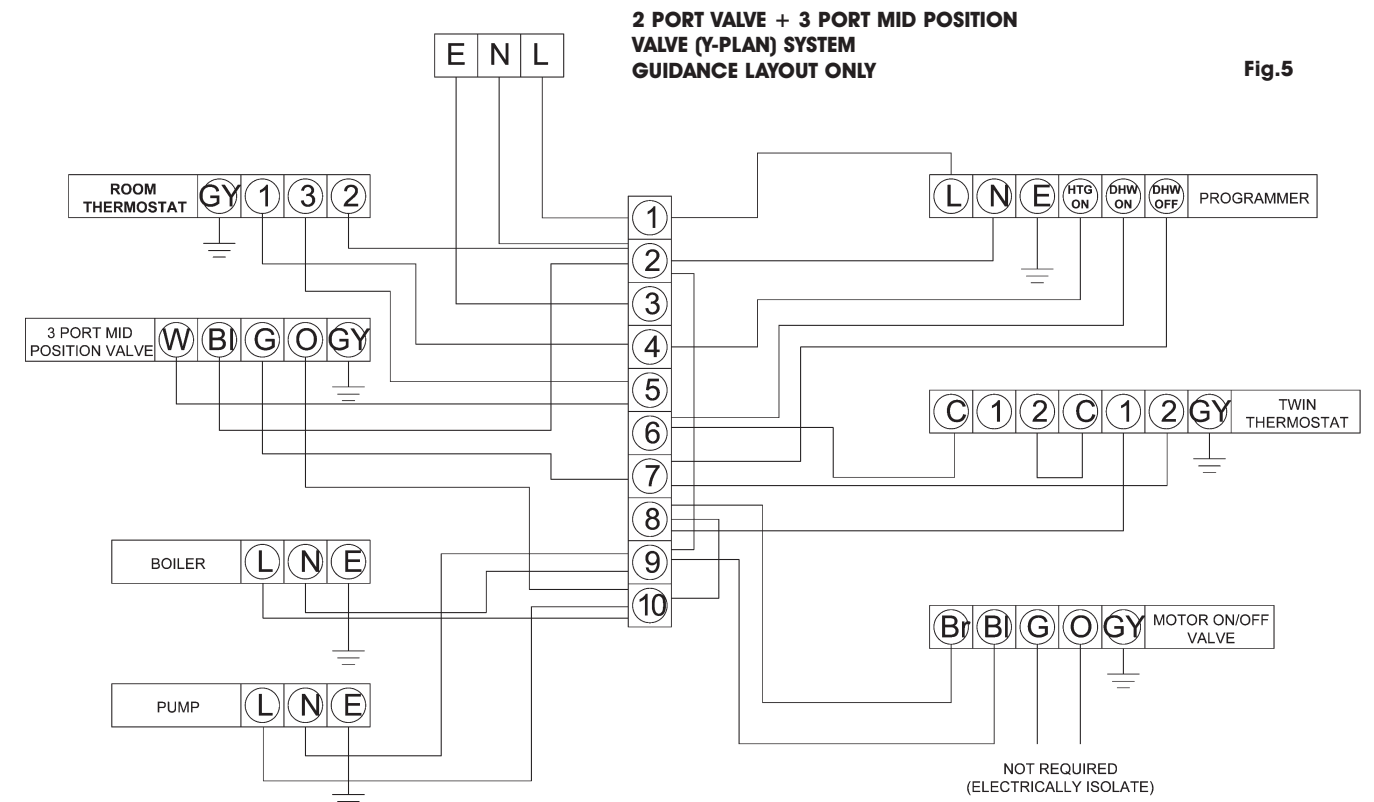 2 PORT VALVE + 3 PORT MID POSITION
VALVE (Y-PLAN) SYSTEM
GUIDANCE LAYOUT ONLY
Fig.5
E N L
ROOM
THERMOSTAT
GY 1 3 2
L N E HTG ON DHW ON DHW OFF
PROGRAMMER
3 PORT MID
POSITION VALVE
W Bl G O GY
1
2
3
4
5
6
7
8
9
10
C 1 2 C 1 2 GY
TWIN
THERMOSTAT
BOILER
L N E
Br Bl G O GY
MOTOR ON/OFF
VALVE
PUMP
L N E
NOT REQUIRED
(ELECTRICALLY ISOLATE)